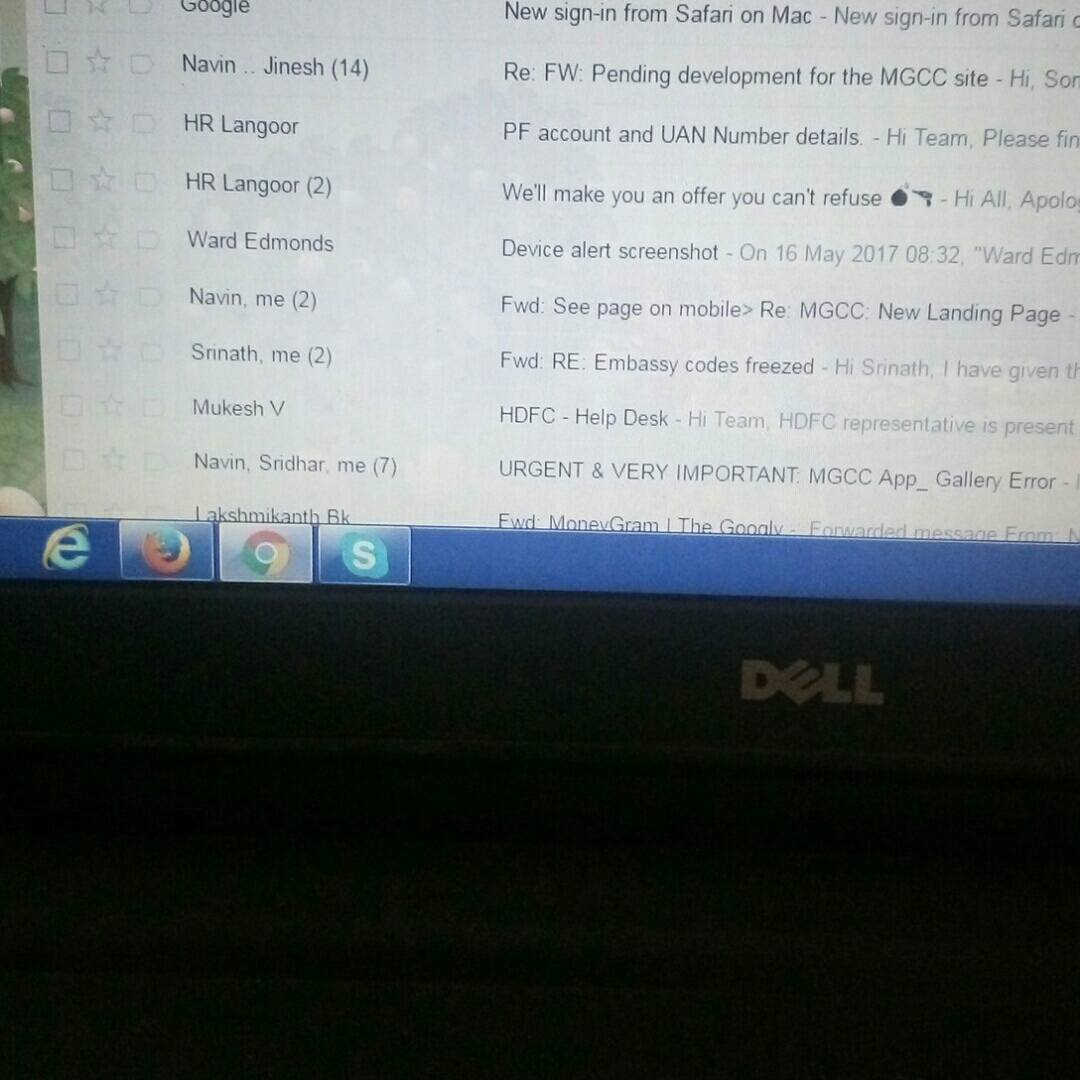 Google New sign-in from Safari on Mac - New sign-in from Safari
Navin .. Jinesh (14) Re: FW: Pending development for the MGCC site - Hi,
HR Langoor PF account and UAN Number details. - Hi Team, Please
HR Langoor (2) We'll make you an offer you can't refuse 💣🔫 - Hi All,
Ward Edmonds Device alert screenshot - On 16 May 2017 08:32, "Ward
Navin, me (2) Fwd: See page on mobile> Re: MGCC: New Landing Page -
Srinath, me (2) Fwd: RE: Embassy codes freezed - Hi Srinath, I have given
Mukesh V HDFC - Help Desk - Hi Team, HDFC representative is present
Navin, Sridhar, me (7) URGENT & VERY IMPORTANT: MGCC App_ Gallery Error -
Lakshmikanth Bk Fwd: MoneyGram | The Googly - Forwarded message From:
DELL